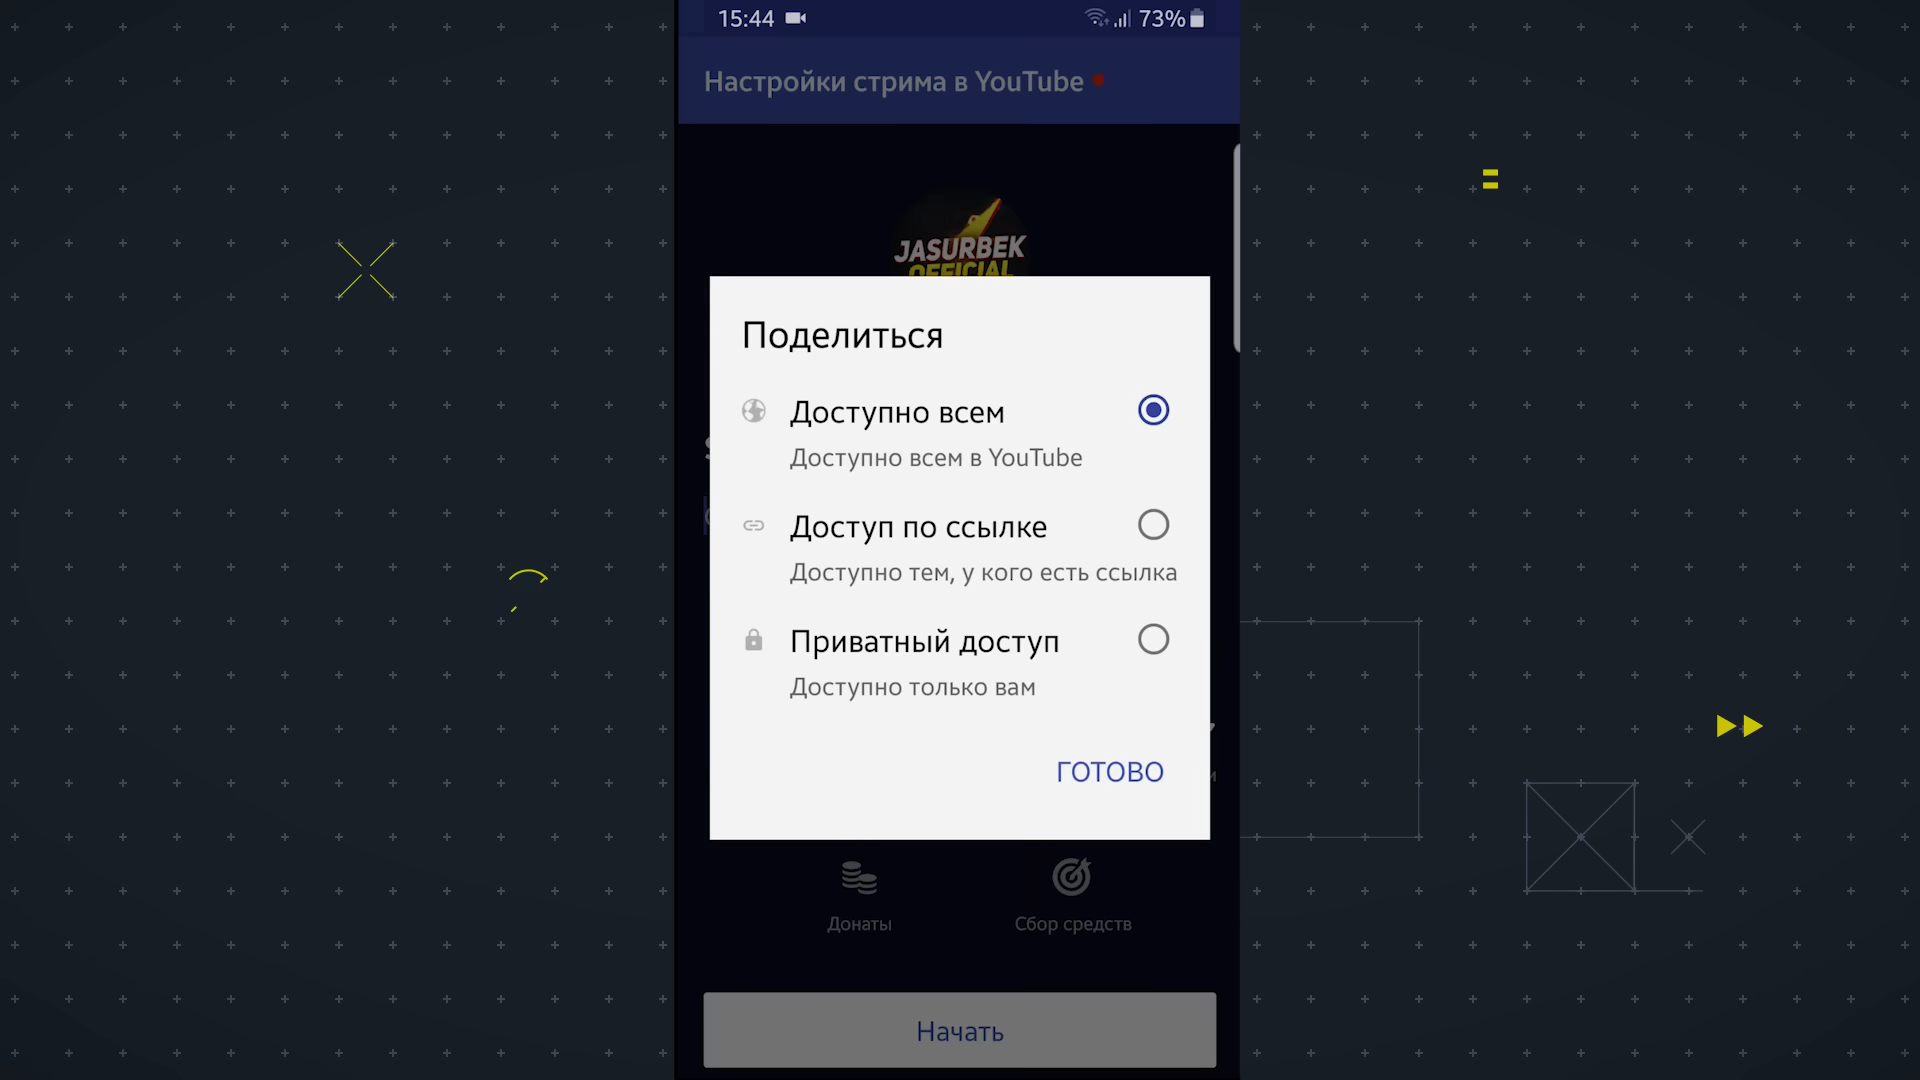 15:44
73%
Настройки стрима в YouTube
JASURBEK
OFFICIAL
Поделиться
Доступно всем
Доступно всем в YouTube
Доступ по ссылке
Доступно тем, у кого есть ссылка
Приватный доступ
Доступно только вам
ГОТОВО
Донаты
Сбор средств
Начать